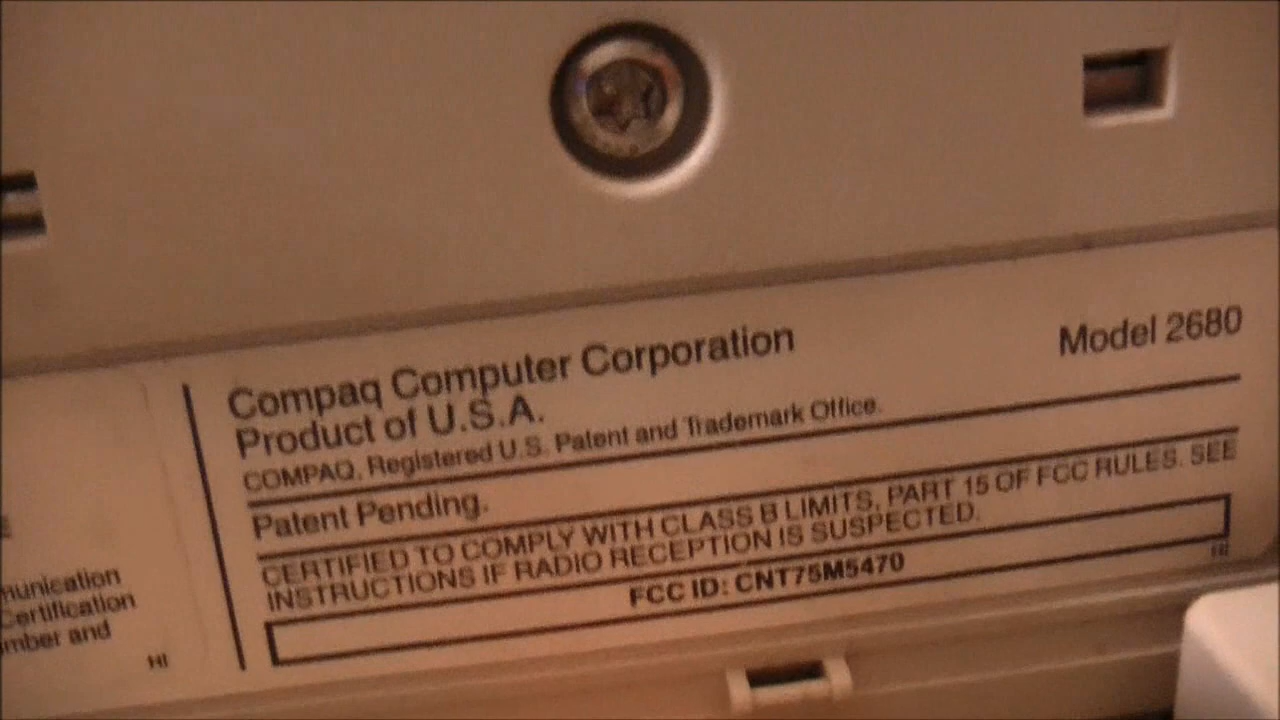 Compaq Computer Corporation
Model 2680
Product of U.S.A.
COMPAQ, Registered U.S. Patent and Trademark Office.
Patent Pending.
CERTIFIED TO COMPLY WITH CLASS B LIMITS, PART 15 OF FCC RULES. SEE
INSTRUCTIONS IF RADIO RECEPTION IS SUSPECTED.
FCC ID: CNT75M5470
HI
munication
Certification
mber and
HI